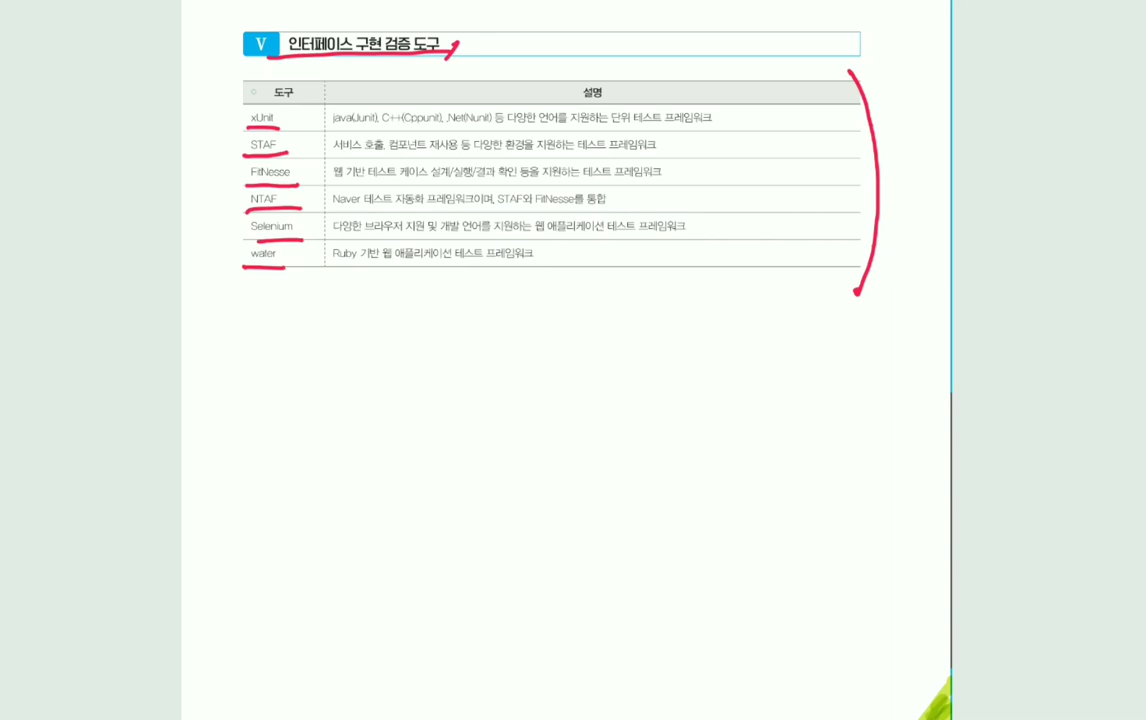 V 인터페이스 구현 검증 도구
도구 설명
xUnit java(Junit), C++(Cppunit), .Net(Nunit) 등 다양한 언어를 지원하는 단위 테스트 프레임워크
STAF 서비스 호출, 컴포넌트 재사용 등 다양한 환경을 지원하는 테스트 프레임워크
FitNesse 웹 기반 테스트 케이스 설계/실행/결과 확인 등을 지원하는 테스트 프레임워크
NTAF Naver 테스트 자동화 프레임워크이며, STAF와 FitNesse를 통합
Selenium 다양한 브라우저 지원 및 개발 언어를 지원하는 웹 애플리케이션 테스트 프레임워크
watir Ruby 기반 웹 애플리케이션 테스트 프레임워크